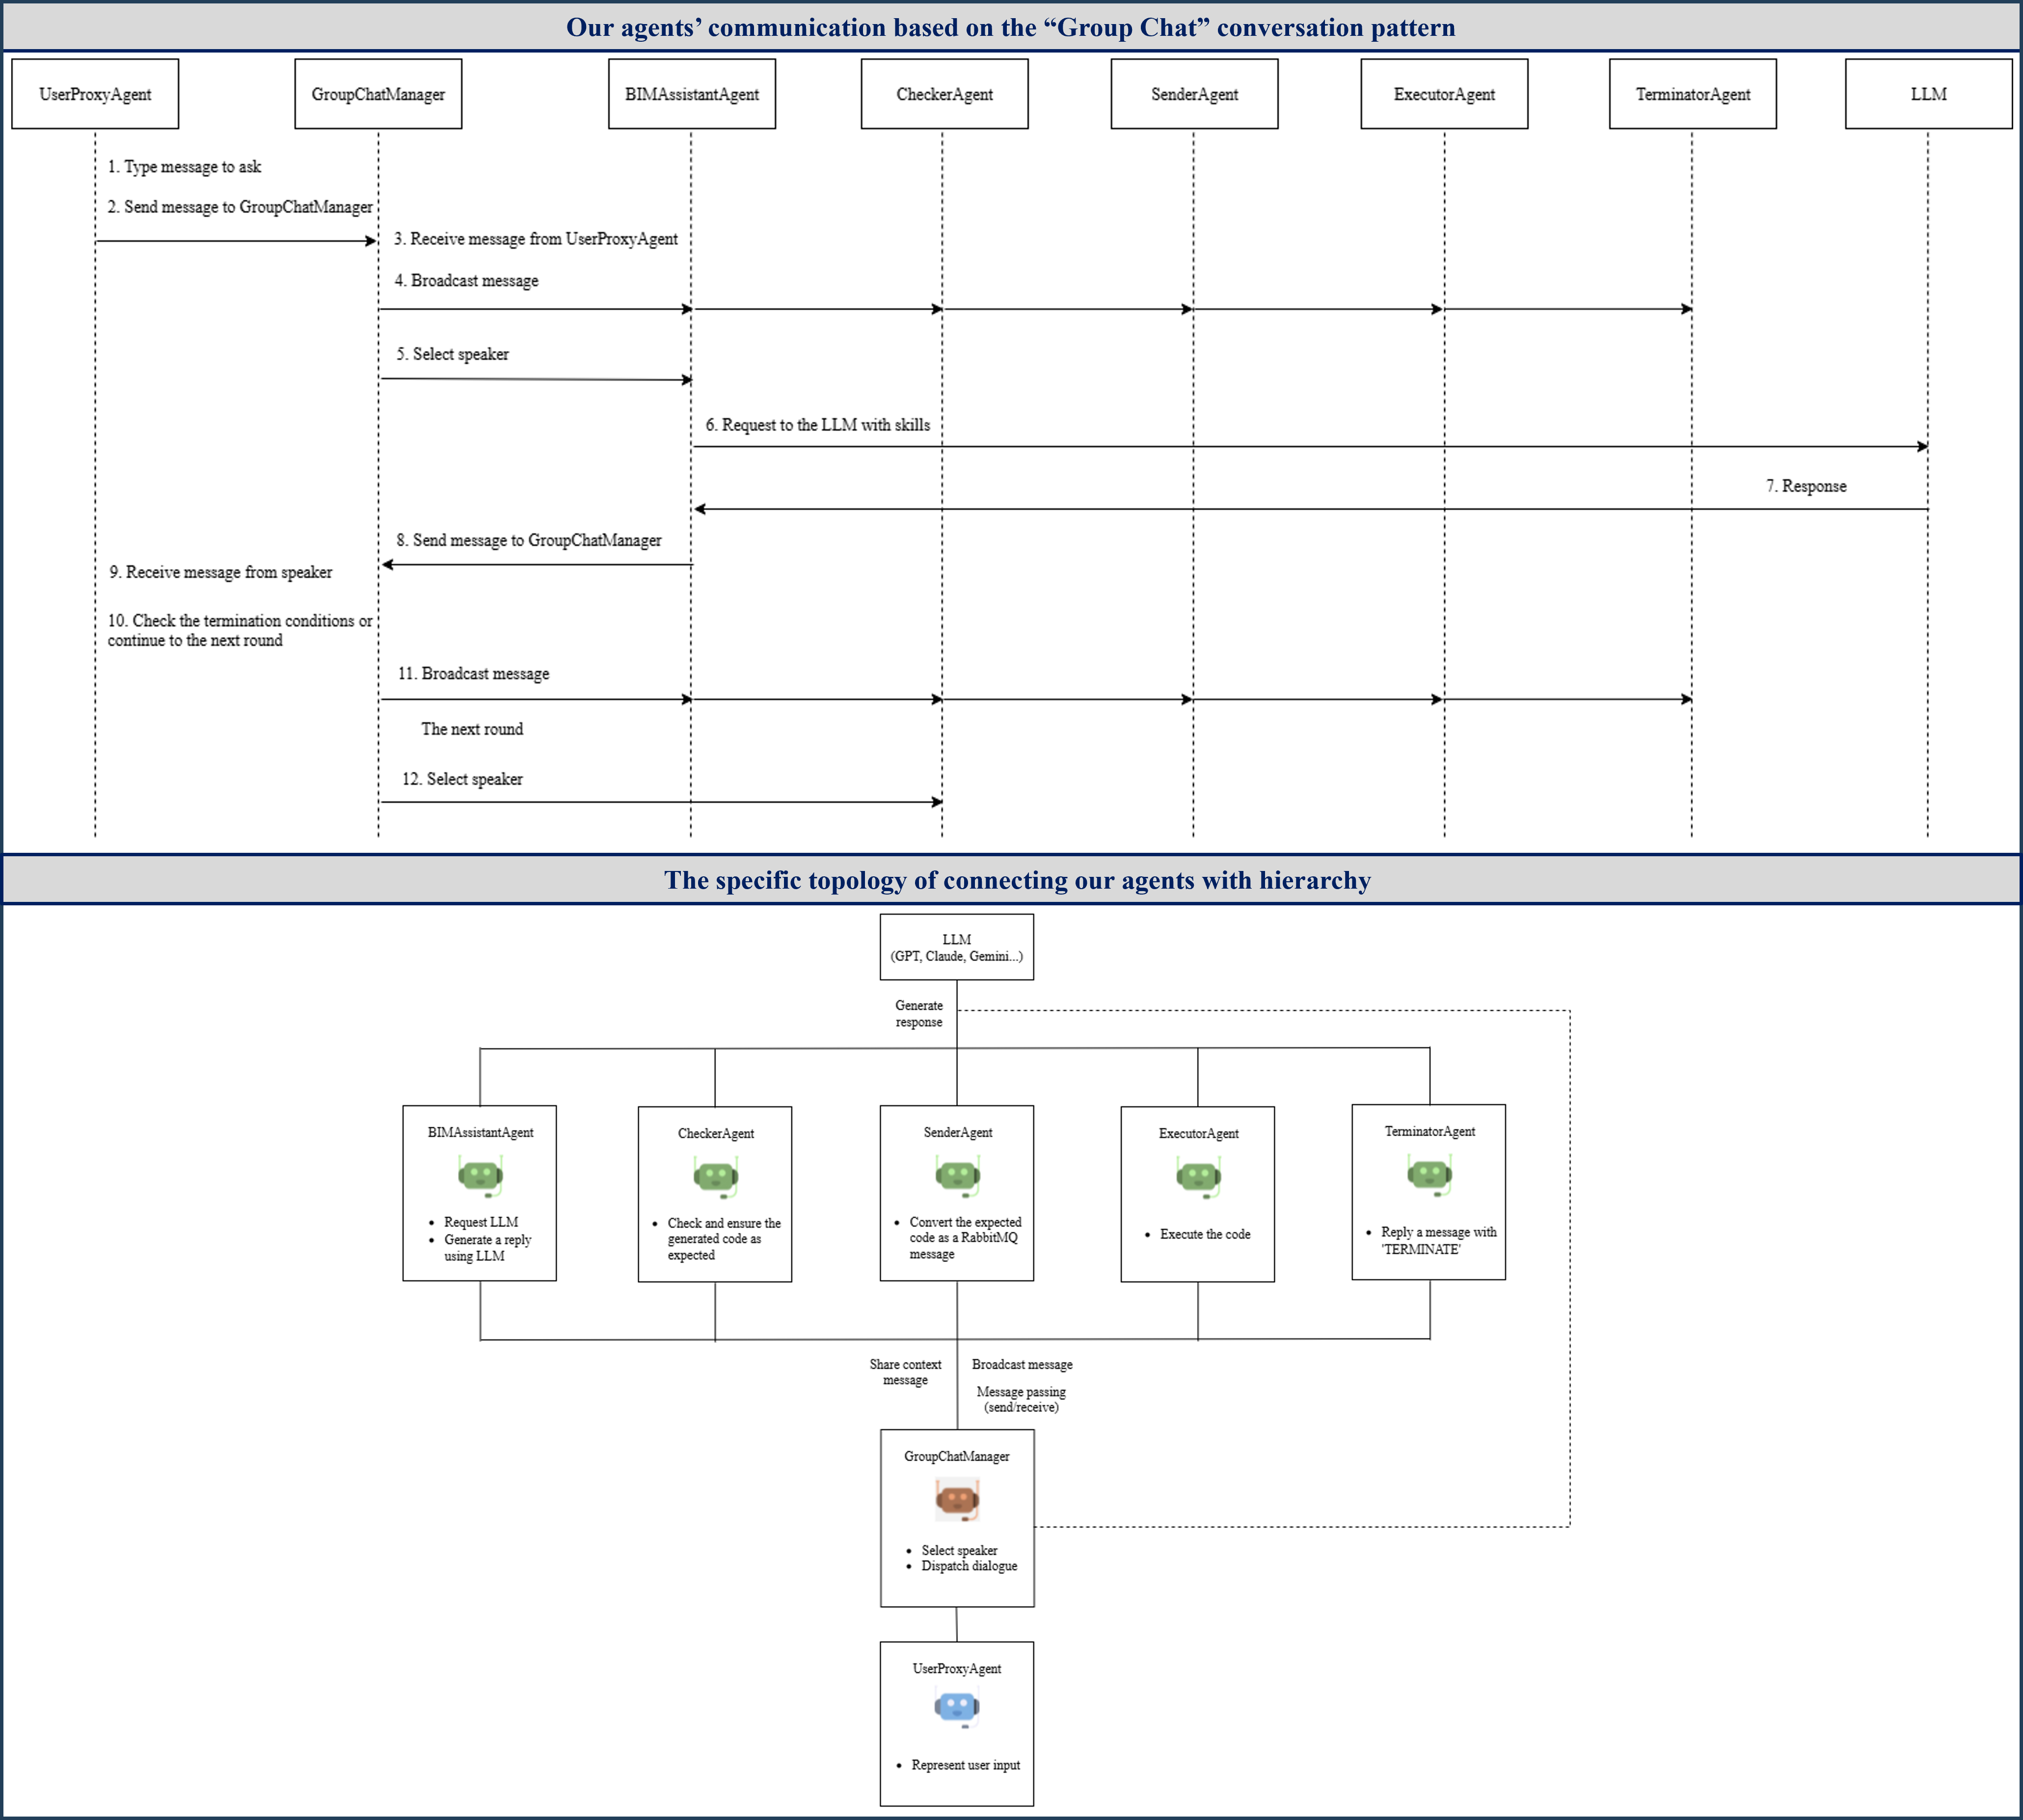 Our agents’ communication based on the “Group Chat” conversation pattern
UserProxyAgent
GroupChatManager
BIMAssistantAgent
CheckerAgent
SenderAgent
ExecutorAgent
TerminatorAgent
LLM
1. Type message to ask
2. Send message to GroupChatManager
3. Receive message from UserProxyAgent
4. Broadcast message
5. Select speaker
6. Request to the LLM with skills
7. Response
8. Send message to GroupChatManager
9. Receive message from speaker
10. Check the termination conditions or
continue to the next round
11. Broadcast message
The next round
12. Select speaker
The specific topology of connecting our agents with hierarchy
LLM
(GPT, Claude, Gemini...)
Generate
response
BIMAssistantAgent
• Request LLM
• Generate a reply
using LLM
CheckerAgent
• Check and ensure the
generated code as
expected
SenderAgent
• Convert the expected
code as a RabbitMQ
message
ExecutorAgent
• Execute the code
TerminatorAgent
• Reply a message with
'TERMINATE'
Share context
message
Broadcast message
Message passing
(send/receive)
GroupChatManager
• Select speaker
• Dispatch dialogue
UserProxyAgent
• Represent user input